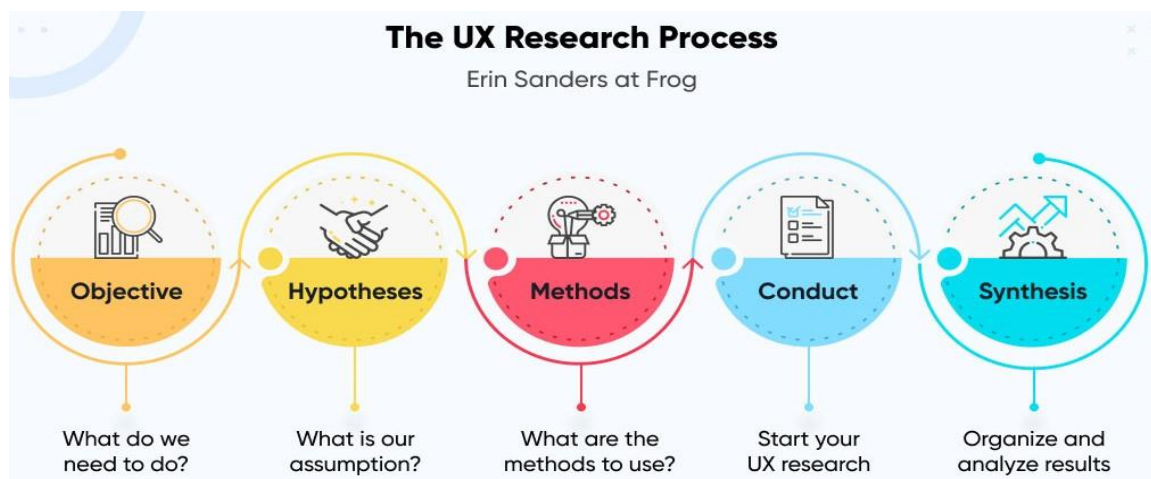 The UX Research Process
Erin Sanders at Frog
Objective
Hypotheses
Methods
Conduct
Synthesis
What do we
need to do?
What is our
assumption?
What are the
methods to use?
Start your
UX research
Organize and
analyze results